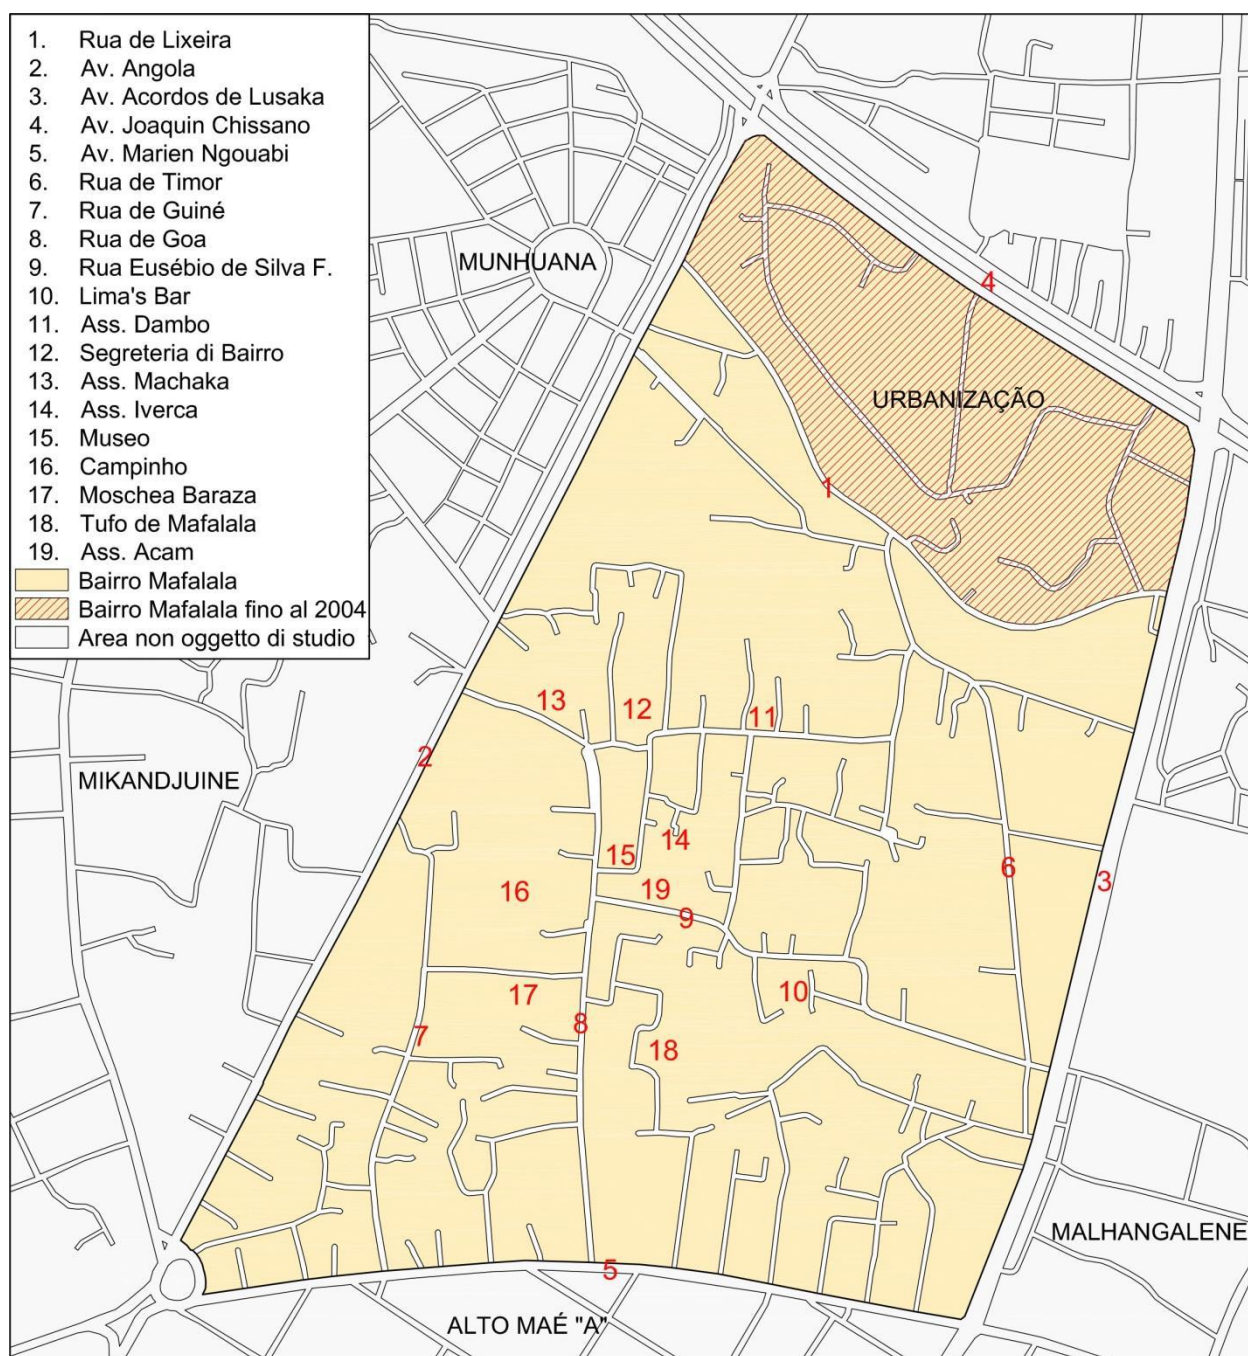 1. Rua de Lixeira
2. Av. Angola
3. Av. Acordos de Lusaka
4. Av. Joaquin Chissano
5. Av. Marien Ngouabi
6. Rua de Timor
7. Rua de Guiné
8. Rua de Goa
9. Rua Eusébio de Silva F.
10. Lima's Bar
11. Ass. Dambo
12. Segreteria di Bairro
13. Ass. Machaka
14. Ass. Iverca
15. Museo
16. Campinho
17. Moschea Baraza
18. Tufo de Mafalala
19. Ass. Acam
Bairro Mafalala
Bairro Mafalala fino al 2004
Area non oggetto di studio
MUNHUANA
4
URBANIZAÇÃO
1
13
12
11
2
MIKANDJUINE
14
15
6
3
16
19
9
17
10
7
8
18
MALHANGALENE
5
ALTO MAÉ "A"